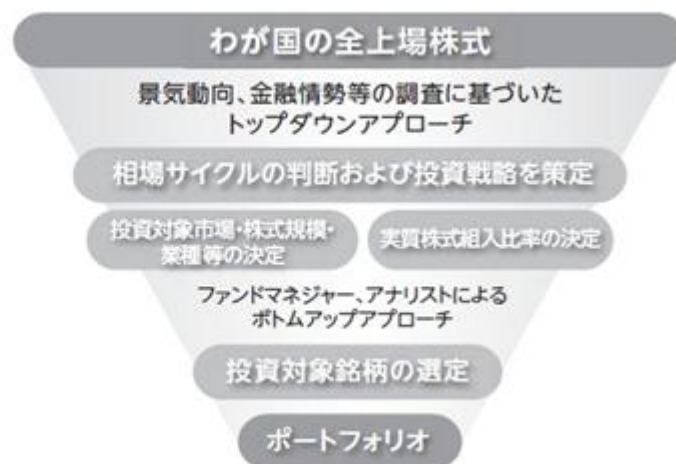 わが国の全上場株式
景気動向、金融情勢等の調査に基づいた
トップダウンアプローチ
相場サイクルの判断および投資戦略を策定
投資対象市場・株式規模・
業種等の決定
実質株式組入比率の決定
ファンドマネジャー、アナリストによる
ボトムアップアプローチ
投資対象銘柄の選定
ポートフォリオ